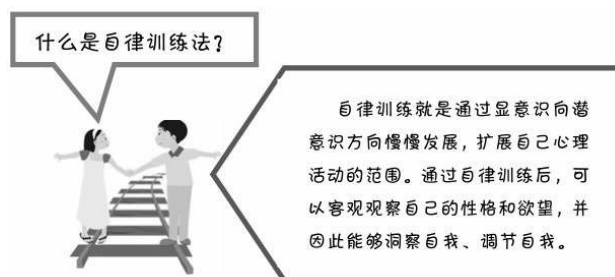 什么是自律训练法？
自律训练就是通过显意识向潜
意识方向慢慢发展，扩展自己心理
活动的范围。通过自律训练后，可
以客观观察自己的性格和欲望，并
因此能够洞察自我、调节自我。